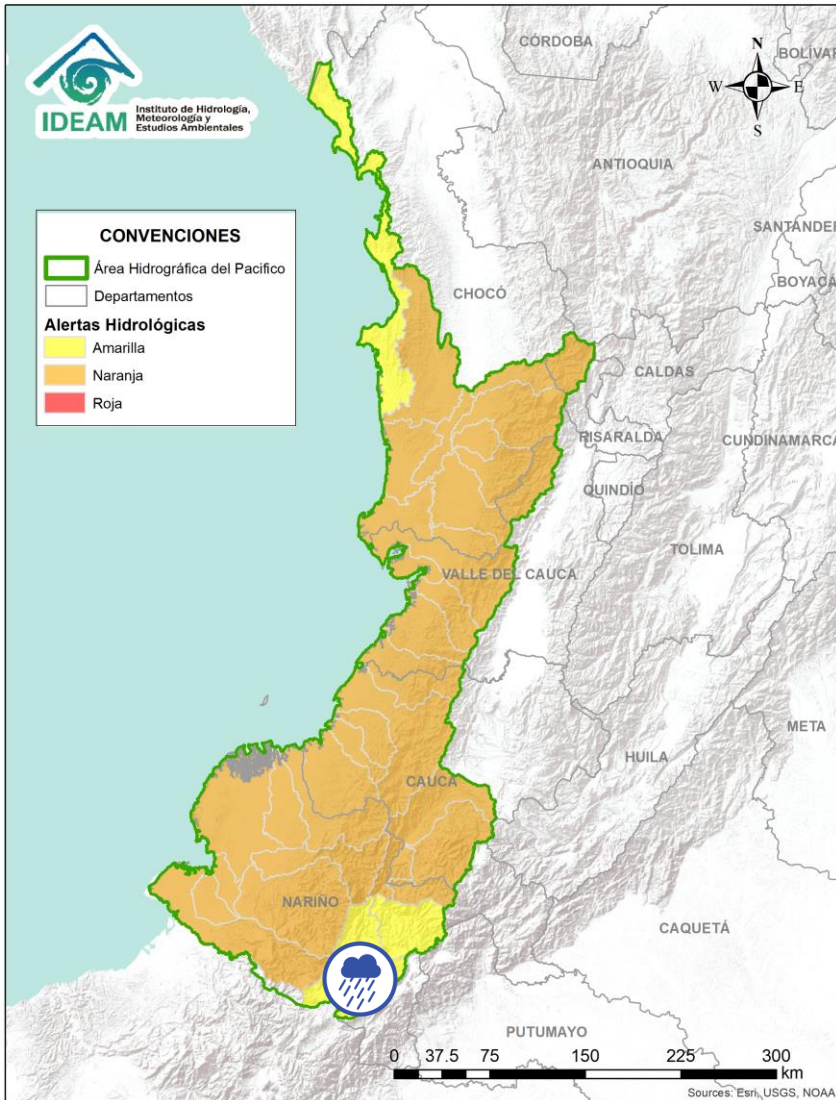 CÓRDOBA
BOLÍVAR
N
W
E
S
IDEAM
Instituto de Hidrología,
Meteorología y
Estudios Ambientales
ANTIOQUIA
SANTANDER
BOYACÁ
CONVENCIONES
Área Hidrográfica del Pacifico
Departamentos
Alertas Hidrológicas
Amarilla
Naranja
Roja
CHOCÓ
CALDAS
RISARALDA
CUNDINAMARCA
QUINDÍO
TOLIMA
VALLE DEL CAUCA
META
HUILA
CAUCA
NARIÑO
CAQUETÁ
PUTUMAYO
0 37.5 75 150 225 300
km
Sources: Esri, USGS, NOAA